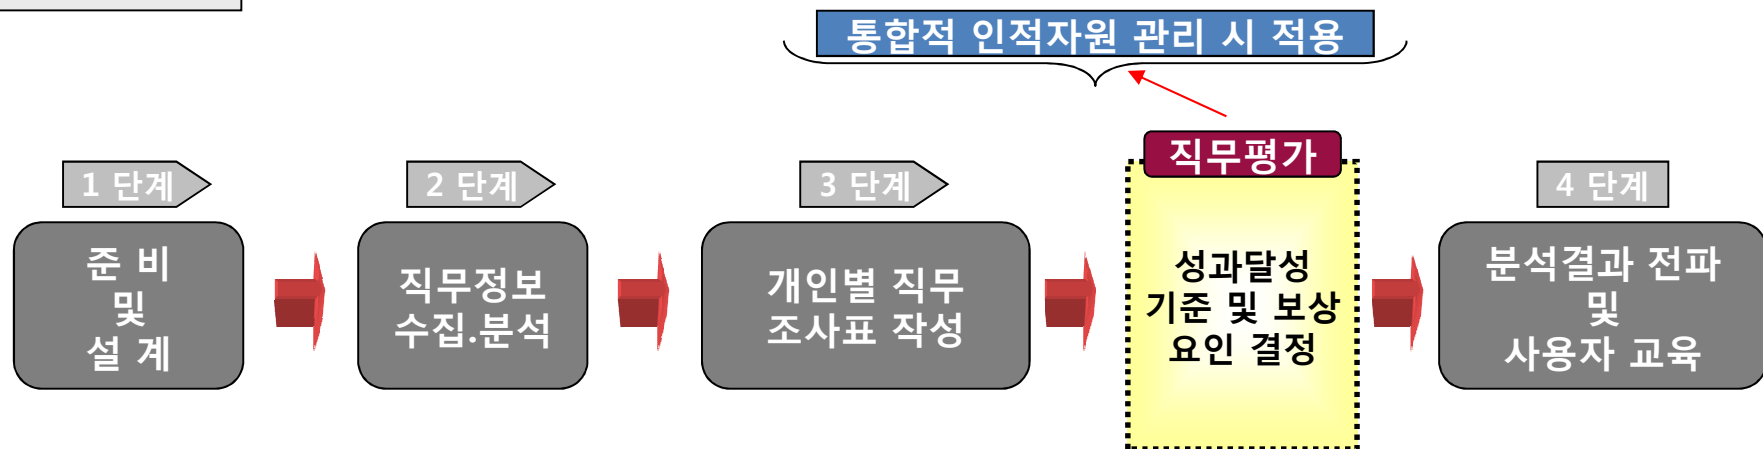 통합적 인적자원 관리 시 적용
1 단계
준 비
및
설 계
2 단계
직무정보
수집.분석
3 단계
개인별 직무
조사표 작성
직무평가
성과달성
기준 및 보상
요인 결정
4 단계
분석결과 전파
및
사용자 교육